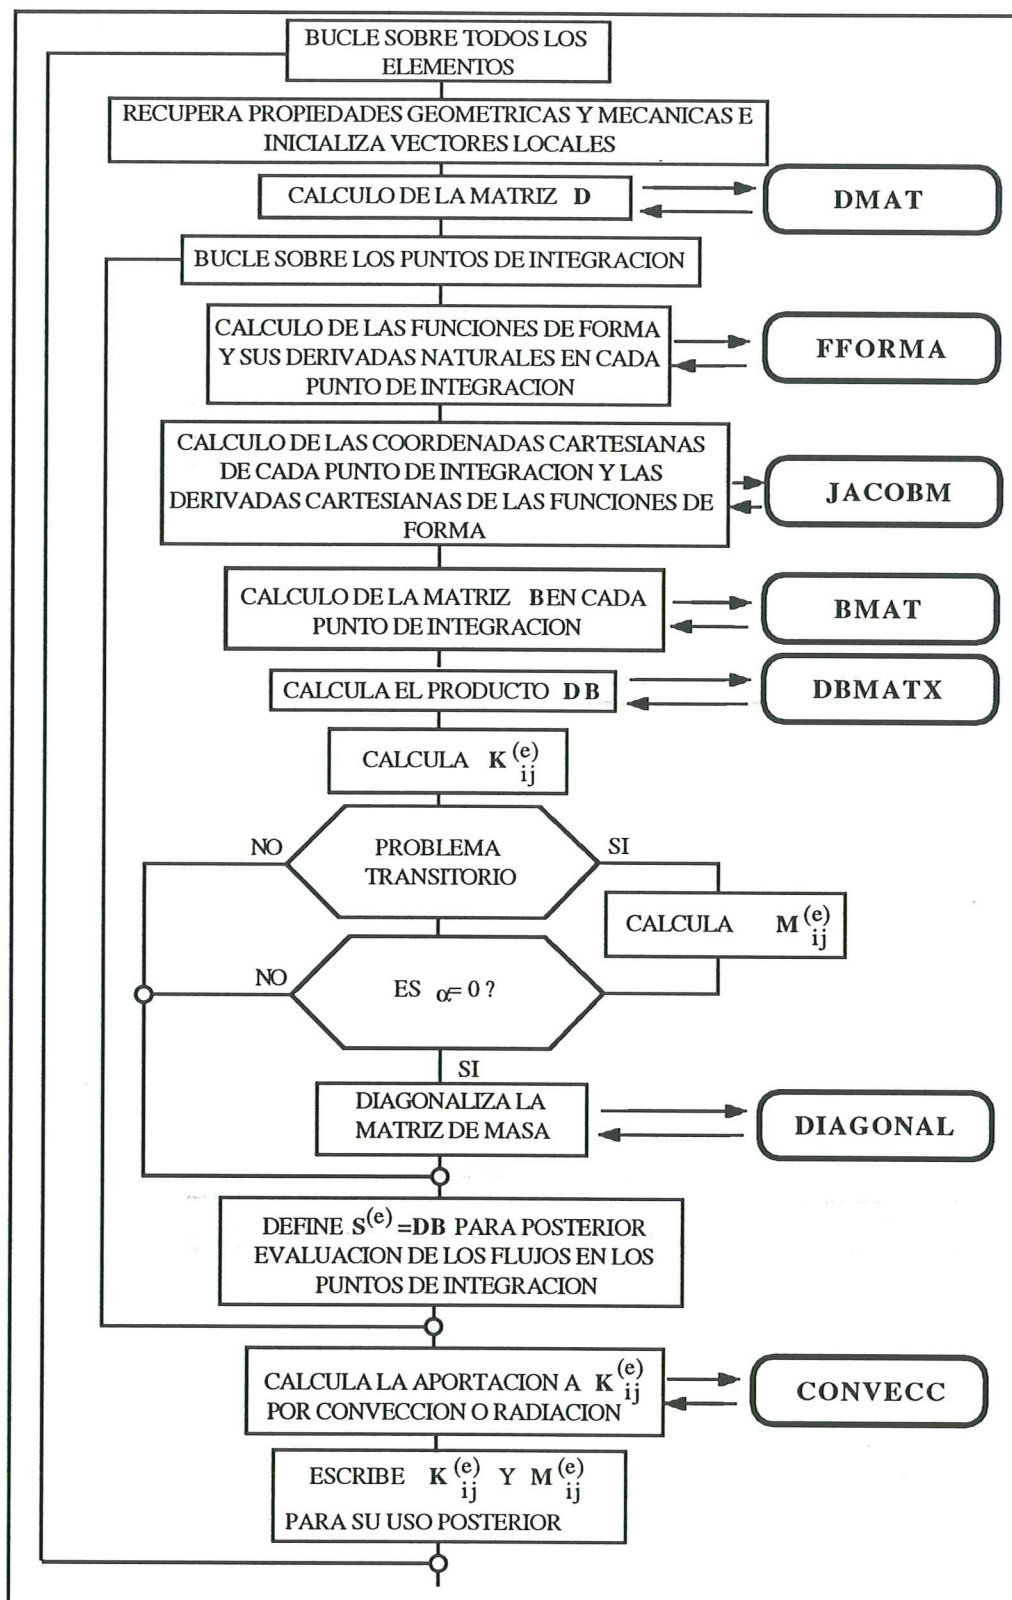 BUCLE SOBRE TODOS LOS
ELEMENTOS
RECUPERA PROPIEDADES GEOMETRICAS Y MECANICAS E
INICIALIZA VECTORES LOCALES
CALCULO DE LA MATRIZ D
DMAT
BUCLE SOBRE LOS PUNTOS DE INTEGRACION
CALCULO DE LAS FUNCIONES DE FORMA
Y SUS DERIVADAS NATURALES EN CADA
PUNTO DE INTEGRACION
FFORMA
CALCULO DE LAS COORDENADAS CARTESIANAS
DE CADA PUNTO DE INTEGRACION Y LAS
DERIVADAS CARTESIANAS DE LAS FUNCIONES DE
FORMA
JACOBM
CALCULO DE LA MATRIZ B EN CADA
PUNTO DE INTEGRACION
BMAT
CALCULA EL PRODUCTO DB
DBMATX
CALCULA K(e)ij
PROBLEMA
TRANSITORIO
NO
SI
CALCULA M(e)ij
ES α=0 ?
NO
SI
DIAGONALIZA LA
MATRIZ DE MASA
DIAGONAL
DEFINE S(e)=DB PARA POSTERIOR
EVALUACION DE LOS FLUJOS EN LOS
PUNTOS DE INTEGRACION
CALCULA LA APORTACION A K(e)ij
POR CONVECCION O RADIACION
CONVECC
ESCRIBE K(e)ij Y M(e)ij
PARA SU USO POSTERIOR